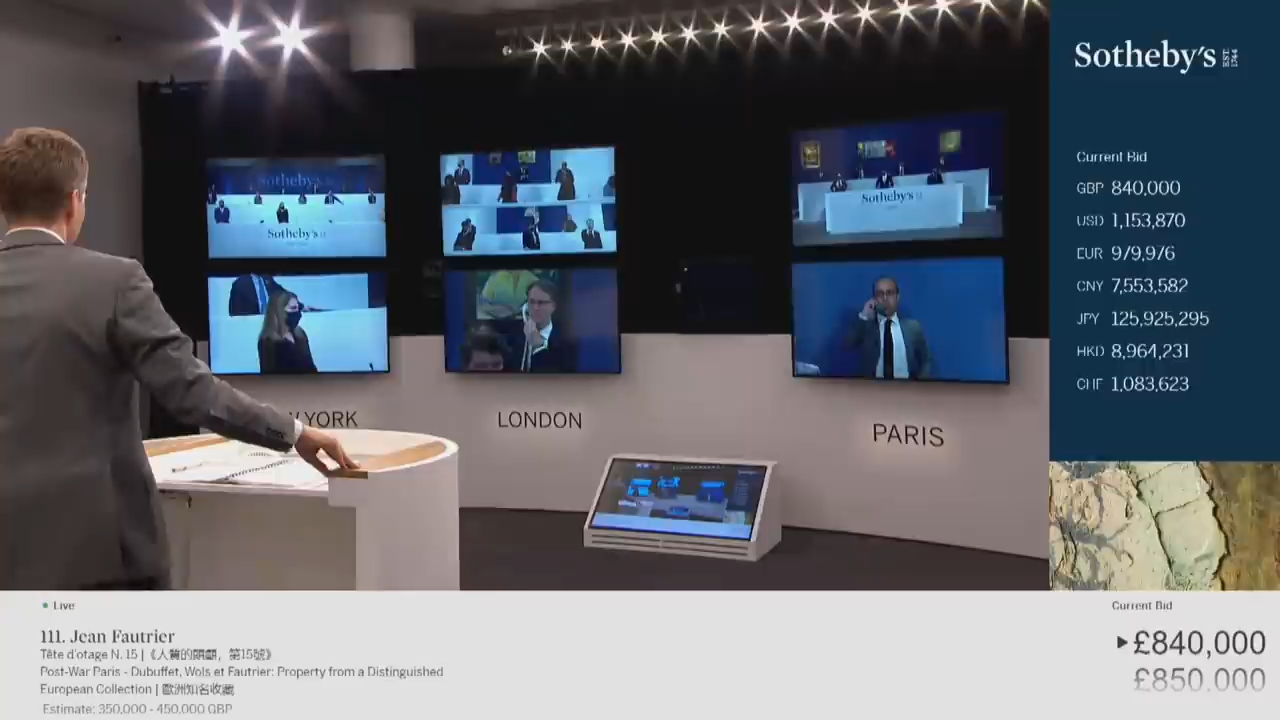 Sotheby's EST. 1744
Current Bid
GBP 840,000
USD 1,153,870
EUR 979,976
CNY 7,553,582
JPY 125,925,295
HKD 8,964,231
CHF 1,083,623
Sotheby's
Sotheby's
Sotheby's
YORK
LONDON
PARIS
Live
111. Jean Fautrier
Tête d'otage N. 15 |《人質的頭顱，第15號》
Post-War Paris - Dubuffet, Wols et Fautrier: Property from a Distinguished
European Collection | 歐洲知名收藏
Estimate: 350,000 - 450,000 GBP
Current Bid
£840,000
£850,000